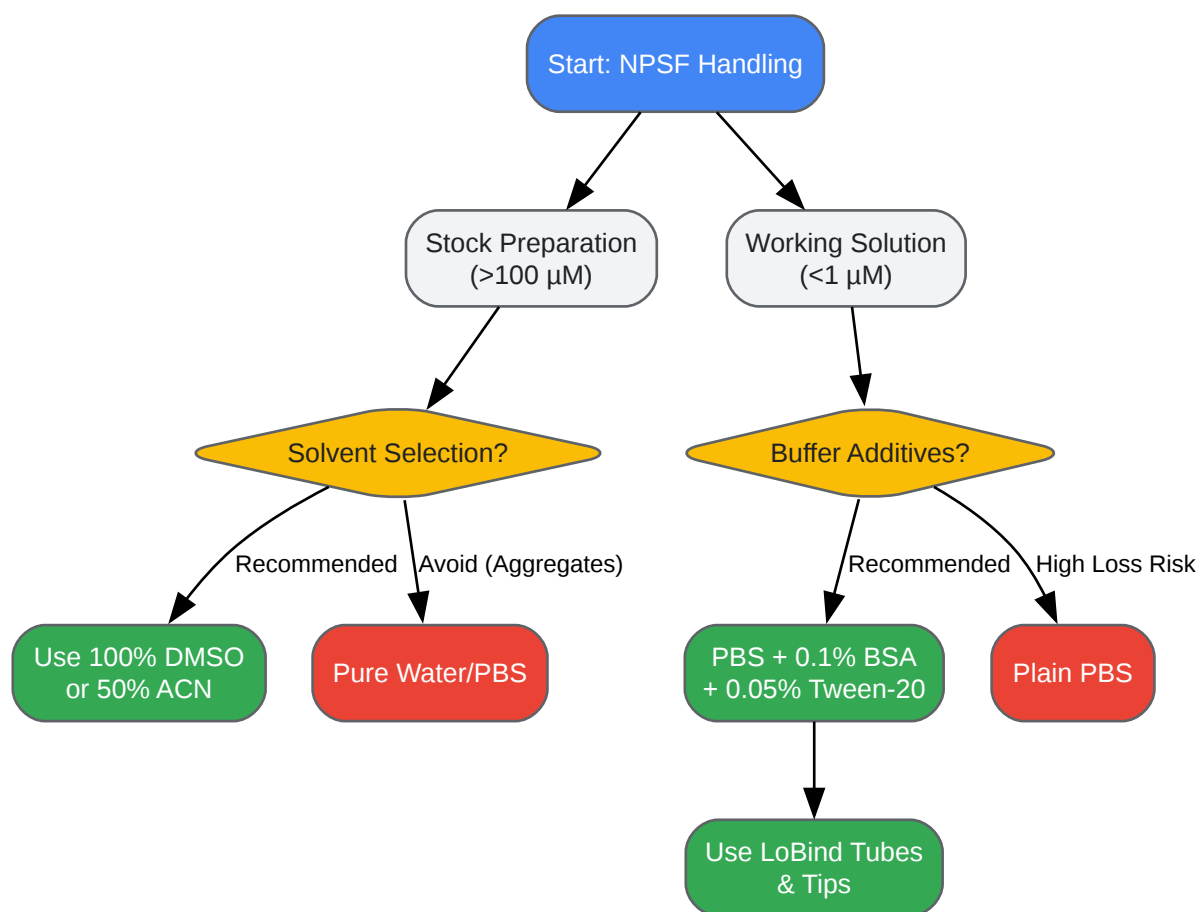 Start: NPSF Handling
Stock Preparation
(>100 µM)
Working Solution
(<1 µM)
Solvent Selection?
Buffer Additives?
Recommended
Avoid (Aggregates)
Recommended
High Loss Risk
Use 100% DMSO
or 50% ACN
Pure Water/PBS
PBS + 0.1% BSA
+ 0.05% Tween-20
Plain PBS
Use LoBind Tubes
& Tips